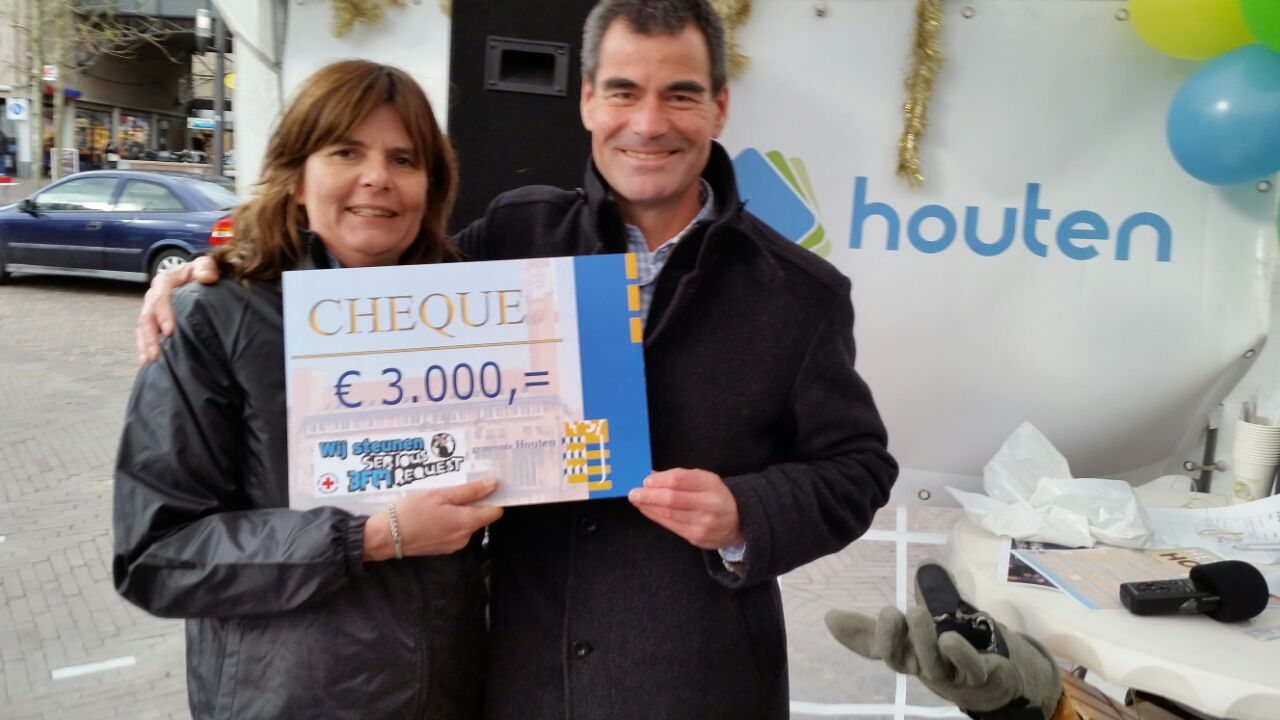 houten
CHEQUE
€ 3.000,=
Wij steunen
SERIOUS
3FM REQUEST
gemeente Houten